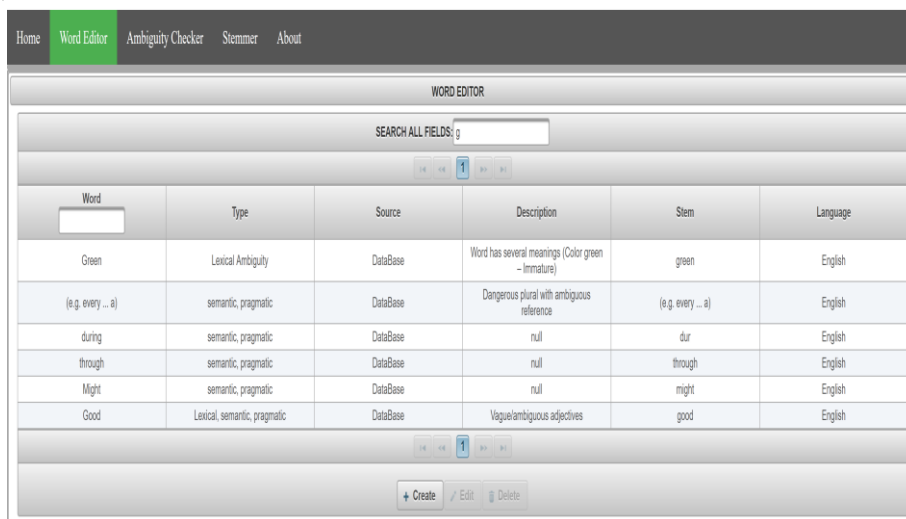 Home Word Editor Ambiguity Checker Stemmer About
WORD EDITOR
SEARCH ALL FIELDS: g
1
Word Type Source Description Stem Language
Green Lexical Ambiguity DataBase Word has several meanings (Color green – Immature) green English
(e.g. every ... a) semantic, pragmatic DataBase Dangerous plural with ambiguous reference (e.g. every ... a) English
during semantic, pragmatic DataBase null dur English
through semantic, pragmatic DataBase null through English
Might semantic, pragmatic DataBase null might English
Good Lexical, semantic, pragmatic DataBase Vague/ambiguous adjectives good English
1
+ Create Edit Delete